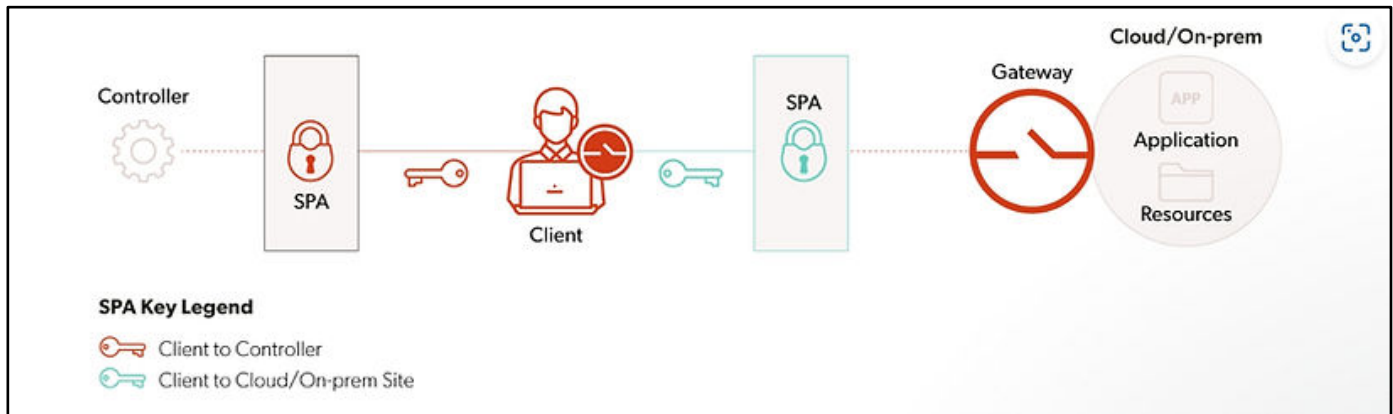 Cloud/On-prem
Gateway
Controller
APP
SPA
Application
SPA
Resources
Client
SPA Key Legend
Client to Controller
Client to Cloud/On-prem Site